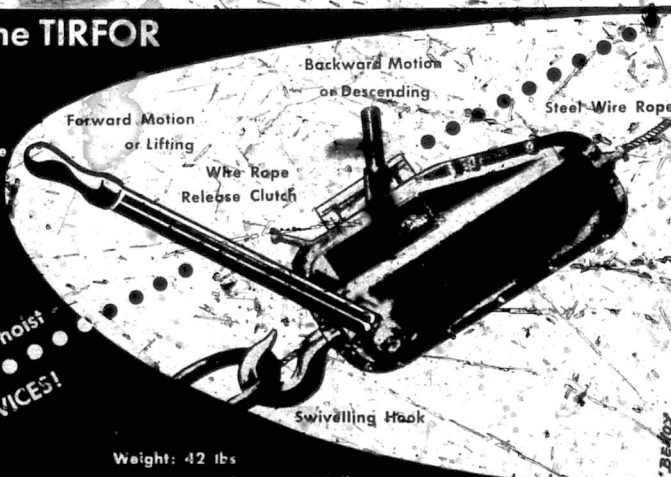 he TIRFOR
Backward Motion
or Descending
Steel Wire Rope
Forward Motion
or Lifting
Wire Rope
Release Clutch
hoist
VICES!
Swivelling Hook
Weight: 42 lbs